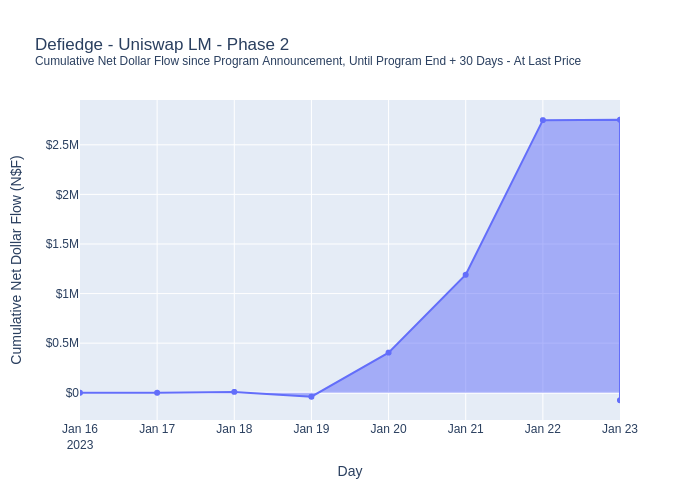 Defiedge - Uniswap LM - Phase 2
Cumulative Net Dollar Flow since Program Announcement, Until Program End + 30 Days - At Last Price
Cumulative Net Dollar Flow (N$F)
$2.5M
$2M
$1.5M
$1M
$0.5M
$0
Jan 16 Jan 17 Jan 18 Jan 19 Jan 20 Jan 21 Jan 22 Jan 23
2023
Day